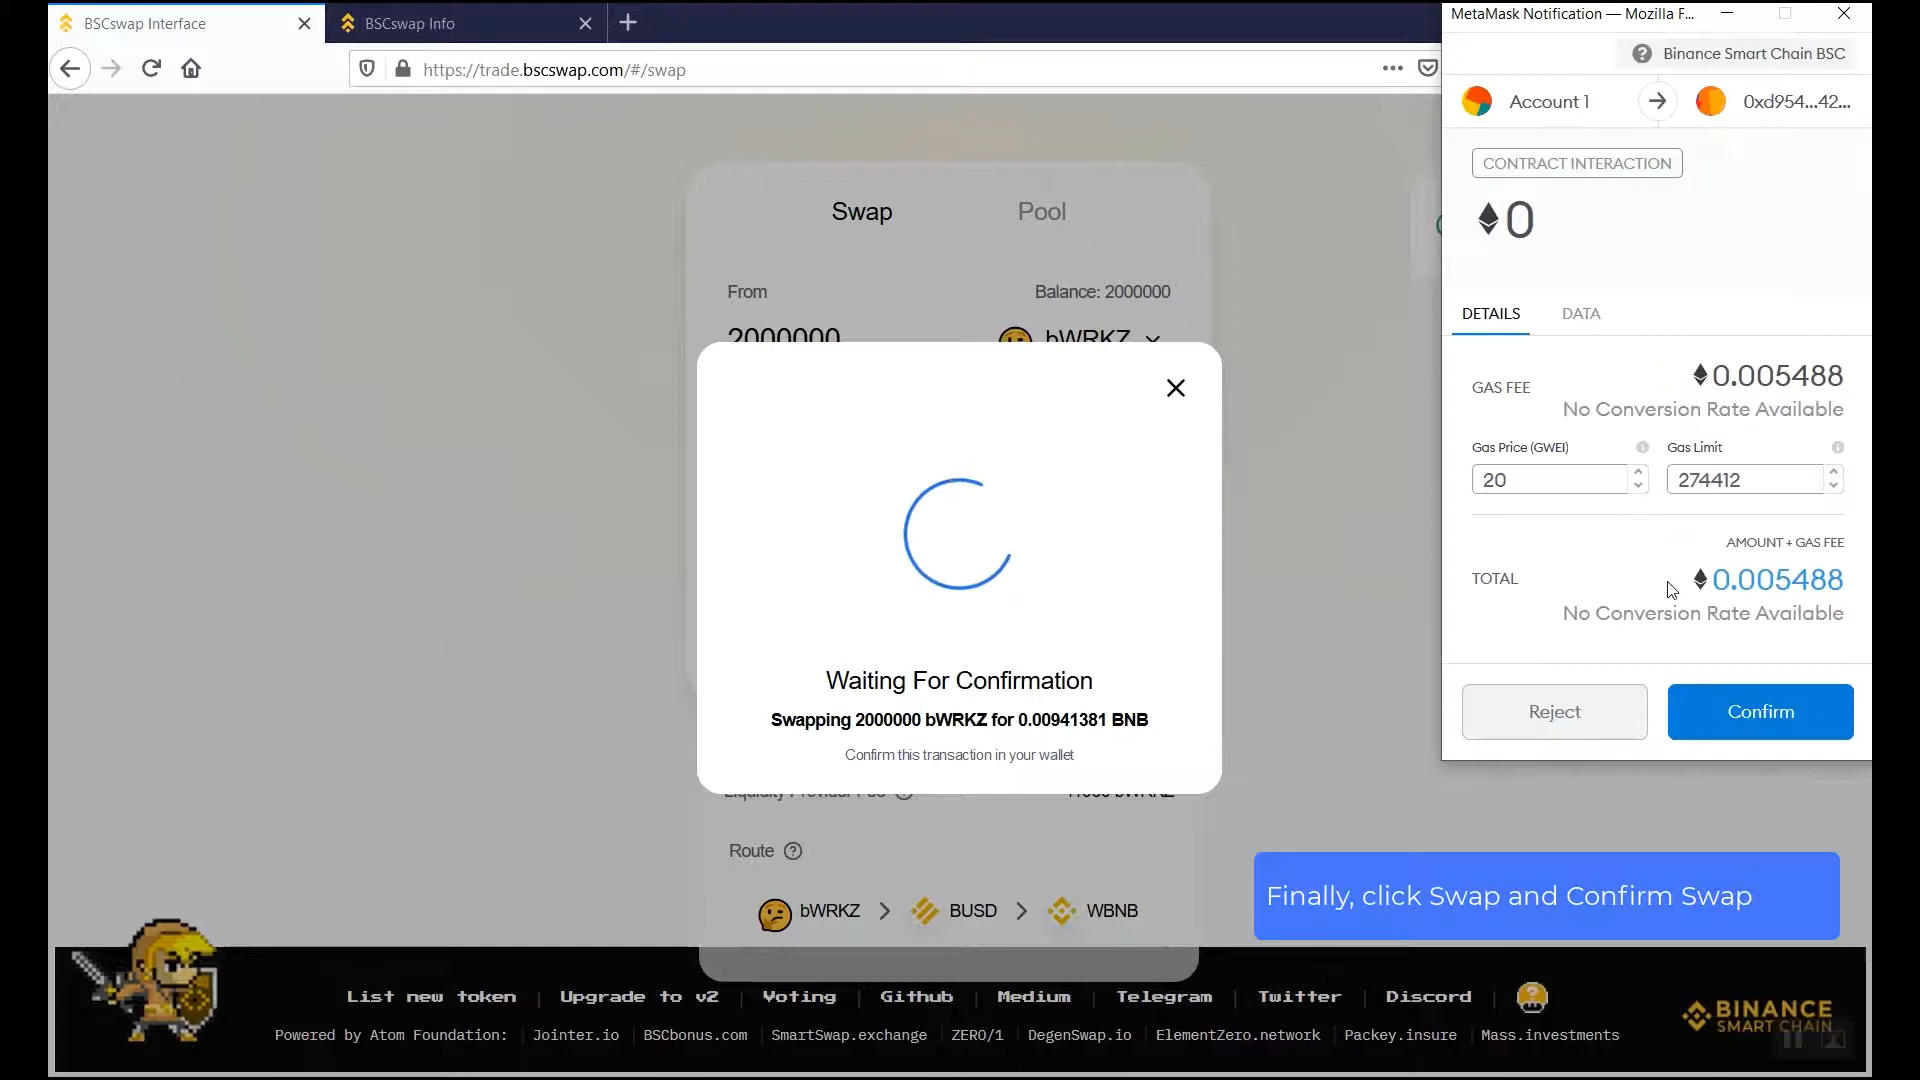 BSCswap Interface
BSCswap Info
MetaMask Notification — Mozilla F...
https://trade.bscswap.com/#/swap
Binance Smart Chain BSC
Account 1
0xd954...42...
CONTRACT INTERACTION
0
DETAILS
DATA
GAS FEE
0.005488
No Conversion Rate Available
Gas Price (GWEI)
Gas Limit
20
274412
AMOUNT + GAS FEE
TOTAL
0.005488
No Conversion Rate Available
Reject
Confirm
Swap
Pool
From
Balance: 2000000
2000000
bWRKZ
Waiting For Confirmation
Swapping 2000000 bWRKZ for 0.00941381 BNB
Confirm this transaction in your wallet
Liquidity Provider Fee
bWRKZ
Route
bWRKZ > BUSD > WBNB
Finally, click Swap and Confirm Swap
List new token | Upgrade to v2 | Voting | Github | Medium | Telegram | Twitter | Discord |
Powered by Atom Foundation: | Jointer.io | BSCbonus.com | SmartSwap.exchange | ZERO/1 | DegenSwap.io | ElementZero.network | Packey.insure | Mass.investments
BINANCE
SMART CHAIN